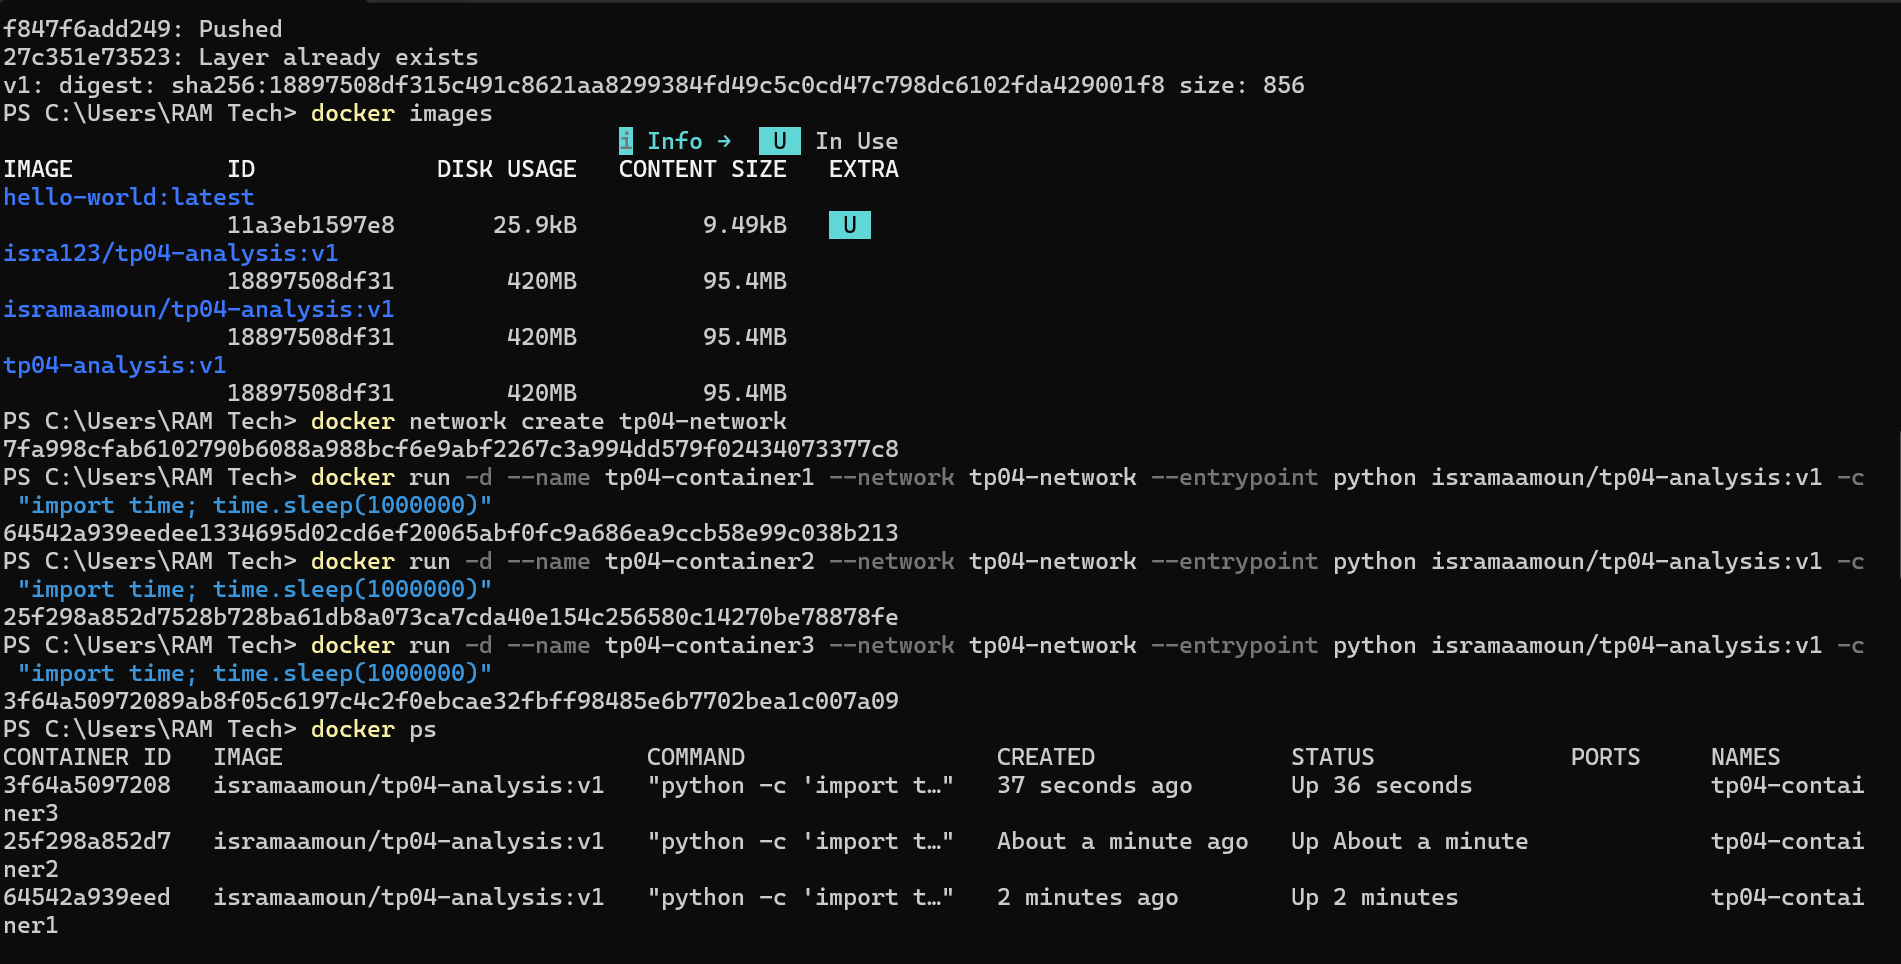 f847f6add249: Pushed
27c351e73523: Layer already exists
v1: digest: sha256:18897508df315c491c8621aa8299384fd49c5c0cd47c798dc6102fda429001f8 size: 856
PS C:\Users\RAM Tech> docker images
i Info → U In Use
IMAGE ID DISK USAGE CONTENT SIZE EXTRA
hello-world:latest
11a3eb1597e8 25.9kB 9.49kB U
isra123/tp04-analysis:v1
18897508df31 420MB 95.4MB
isramaamoun/tp04-analysis:v1
18897508df31 420MB 95.4MB
tp04-analysis:v1
18897508df31 420MB 95.4MB
PS C:\Users\RAM Tech> docker network create tp04-network
7fa998cfab6102790b6088a988bcf6e9abf2267c3a994dd579f02434073377c8
PS C:\Users\RAM Tech> docker run -d --name tp04-container1 --network tp04-network --entrypoint python isramaamoun/tp04-analysis:v1 -c
"import time; time.sleep(1000000)"
64542a939eedee1334695d02cd6ef20065abf0fc9a686ea9ccb58e99c038b213
PS C:\Users\RAM Tech> docker run -d --name tp04-container2 --network tp04-network --entrypoint python isramaamoun/tp04-analysis:v1 -c
"import time; time.sleep(1000000)"
25f298a852d7528b728ba61db8a073ca7cda40e154c256580c14270be78878fe
PS C:\Users\RAM Tech> docker run -d --name tp04-container3 --network tp04-network --entrypoint python isramaamoun/tp04-analysis:v1 -c
"import time; time.sleep(1000000)"
3f64a50972089ab8f05c6197c4c2f0ebcae32fbff98485e6b7702bea1c007a09
PS C:\Users\RAM Tech> docker ps
CONTAINER ID IMAGE COMMAND CREATED STATUS PORTS NAMES
3f64a5097208 isramaamoun/tp04-analysis:v1 "python -c 'import t…" 37 seconds ago Up 36 seconds tp04-contai
ner3
25f298a852d7 isramaamoun/tp04-analysis:v1 "python -c 'import t…" About a minute ago Up About a minute tp04-contai
ner2
64542a939eed isramaamoun/tp04-analysis:v1 "python -c 'import t…" 2 minutes ago Up 2 minutes tp04-contai
ner1